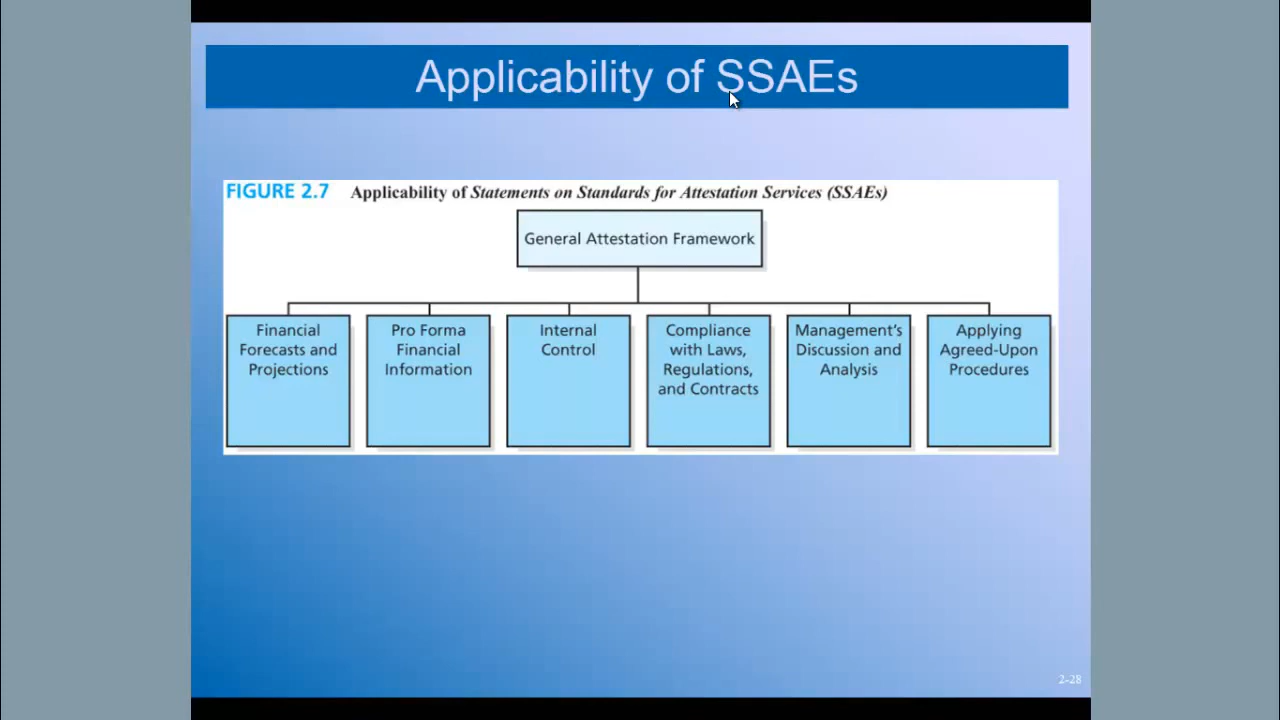 Applicability of SSAEs
FIGURE 2.7 Applicability of Statements on Standards for Attestation Services (SSAEs)
General Attestation Framework
Financial
Forecasts and
Projections
Pro Forma
Financial
Information
Internal
Control
Compliance
with Laws,
Regulations,
and Contracts
Management's
Discussion and
Analysis
Applying
Agreed-Upon
Procedures
2-28